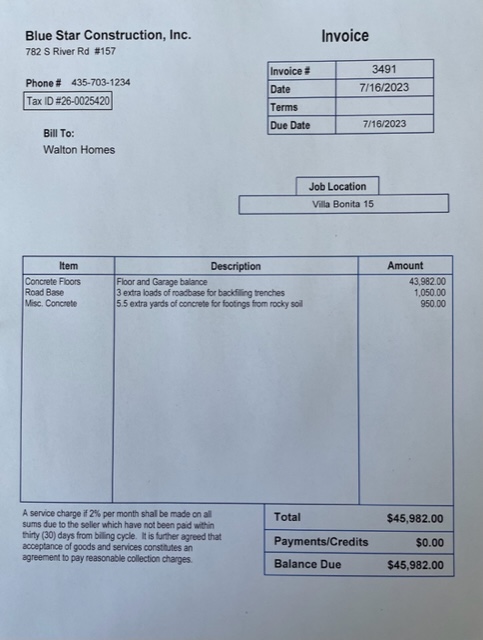 Blue Star Construction, Inc.
782 S River Rd #157
Invoice
Phone # 435-703-1234
Tax ID #26-0025420
Invoice # 3491
Date 7/16/2023
Terms
Due Date 7/16/2023
Bill To:
Walton Homes
Job Location
Villa Bonita 15
Item Description Amount
Concrete Floors Floor and Garage balance 43,982.00
Road Base 3 extra loads of roadbase for backfilling trenches 1,050.00
Misc. Concrete 5.5 extra yards of concrete for footings from rocky soil 950.00
A service charge if 2% per month shall be made on all
sums due to the seller which have not been paid within
thirty (30) days from billing cycle. It is further agreed that
acceptance of goods and services constitutes an
agreement to pay reasonable collection charges.
Total $45,982.00
Payments/Credits $0.00
Balance Due $45,982.00